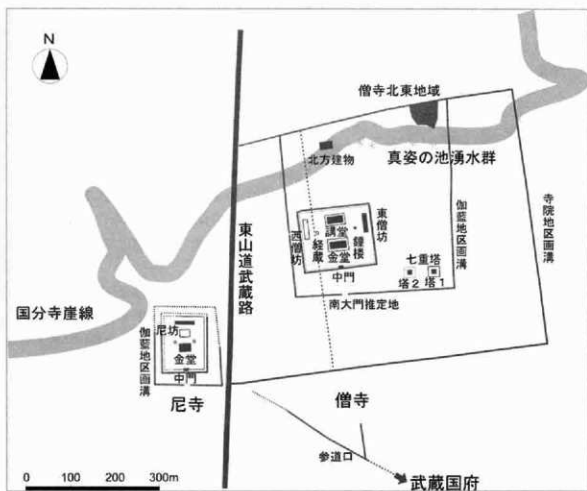 N
僧寺北東地域
北方建物
真姿の池湧水群
東山道武蔵路
西僧坊
経蔵
講堂
金堂
鐘楼
東僧坊
中門
七重塔
塔2
塔1
伽藍地区画溝
寺院地区画溝
南大門推定地
国分寺崖線
伽藍地区画溝
尼坊
金堂
中門
尼寺
僧寺
参道口
武蔵国府
0 100 200 300m